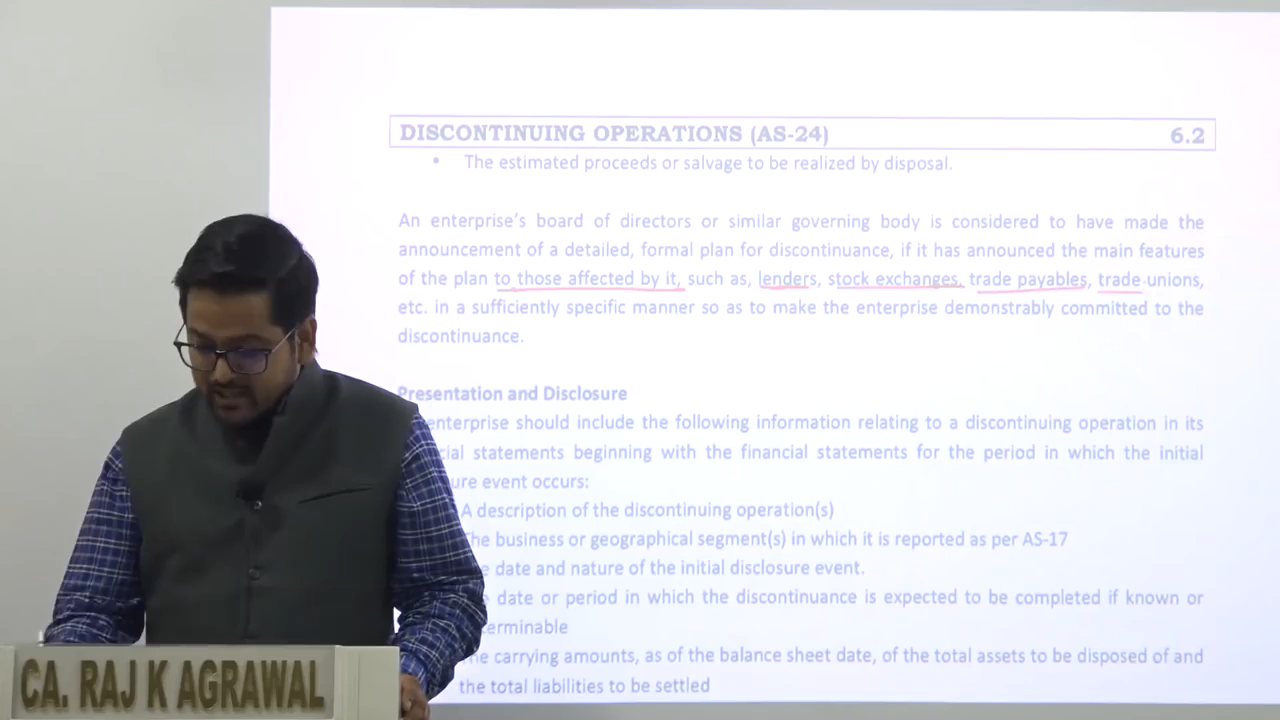 DISCONTINUING OPERATIONS (AS-24) 6.2
• The estimated proceeds or salvage to be realized by disposal.
An enterprise's board of directors or similar governing body is considered to have made the
announcement of a detailed, formal plan for discontinuance, if it has announced the main features
of the plan to those affected by it, such as, lenders, stock exchanges, trade payables, trade unions,
etc. in a sufficiently specific manner so as to make the enterprise demonstrably committed to the
discontinuance.
Presentation and Disclosure
enterprise should include the following information relating to a discontinuing operation in its
statements beginning with the financial statements for the period in which the initial
event occurs:
A description of the discontinuing operation(s)
The business or geographical segment(s) in which it is reported as per AS-17
date and nature of the initial disclosure event.
date or period in which the discontinuance is expected to be completed if known or
carrying amounts, as of the balance sheet date, of the total assets to be disposed of and
the total liabilities to be settled
CA. RAJ K AGRAWAL